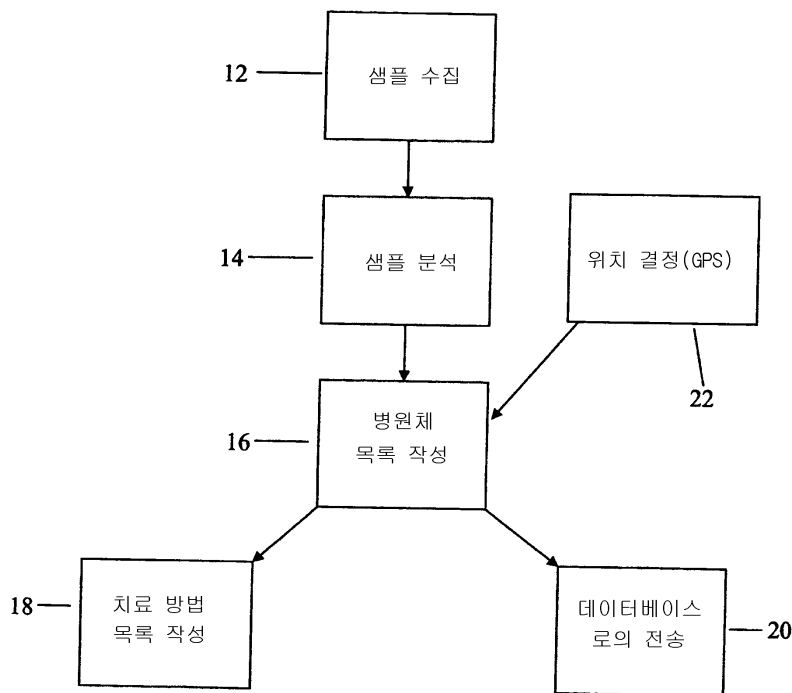 12
샘플 수집
14
샘플 분석
위치 결정(GPS)
22
16
병원체
목록 작성
18
치료 방법
목록 작성
데이터베이스
로의 전송
20